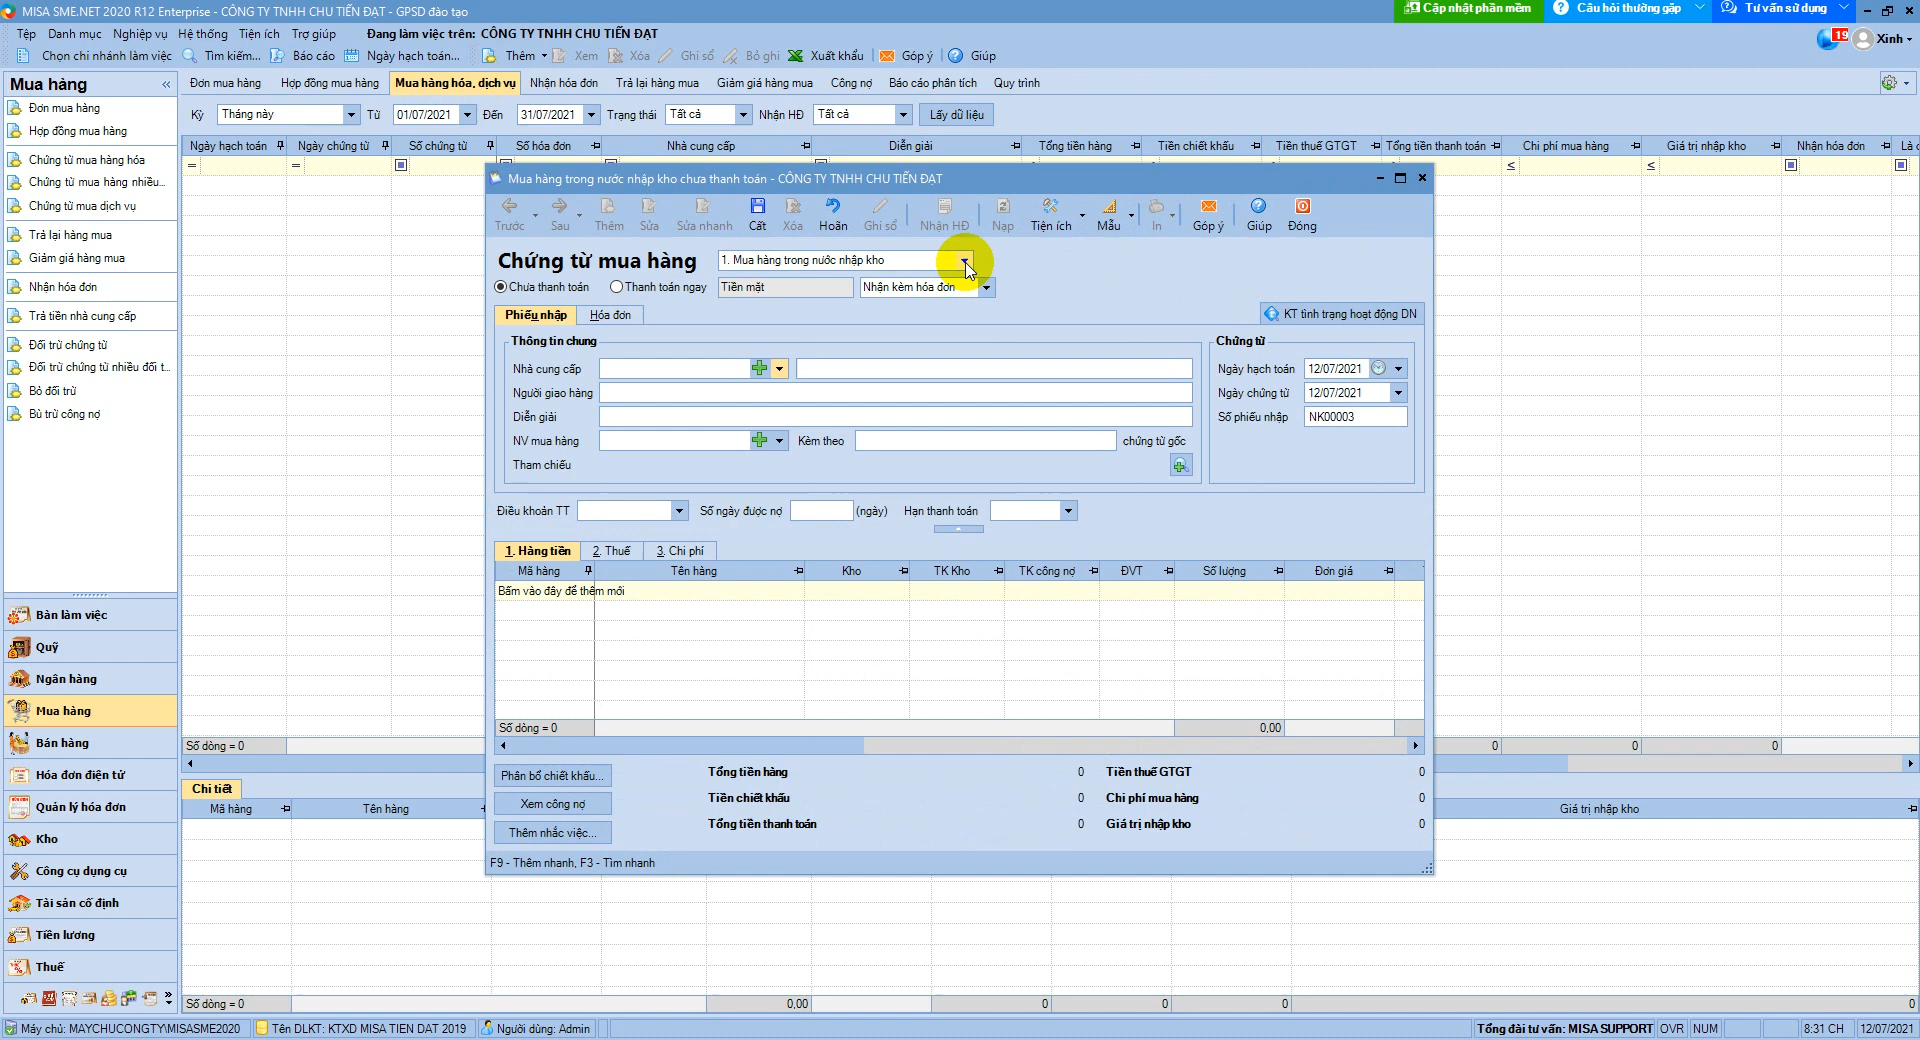 MISA SME.NET 2020 R12 Enterprise - CÔNG TY TNHH CHU TIẾN ĐẠT - GPSD đào tạo
Cập nhật phần mềm
Câu hỏi thường gặp
Tư vấn sử dụng
Tệp Danh mục Nghiệp vụ Hệ thống Tiện ích Trợ giúp Đang làm việc trên: CÔNG TY TNHH CHU TIẾN ĐẠT
19 Xinh
Chọn chi nhánh làm việc Tìm kiếm... Báo cáo Ngày hạch toán... Thêm Xem Xóa Ghi sổ Bỏ ghi Xuất khẩu Góp ý Giúp
Mua hàng
Đơn mua hàng Hợp đồng mua hàng Mua hàng hóa, dịch vụ Nhận hóa đơn Trả lại hàng mua Giảm giá hàng mua Công nợ Báo cáo phân tích Quy trình
Kỳ Tháng này Từ 01/07/2021 Đến 31/07/2021 Trạng thái Tất cả Nhận HĐ Tất cả Lấy dữ liệu
Ngày hạch toán Ngày chứng từ Số chứng từ Số hóa đơn Nhà cung cấp Diễn giải Tổng tiền hàng Tiền chiết khấu Tiền thuế GTGT Tổng tiền thanh toán Chi phí mua hàng Giá trị nhập kho Nhận hóa đơn Là c
= = ≤ ≤
Đơn mua hàng
Hợp đồng mua hàng
Chứng từ mua hàng hóa
Chứng từ mua hàng nhiều...
Chứng từ mua dịch vụ
Trả lại hàng mua
Giảm giá hàng mua
Nhận hóa đơn
Trả tiền nhà cung cấp
Đối trừ chứng từ
Đối trừ chứng từ nhiều đối t...
Bỏ đối trừ
Bù trừ công nợ
Bàn làm việc
Quỹ
Ngân hàng
Mua hàng
Bán hàng
Hóa đơn điện tử
Quản lý hóa đơn
Kho
Công cụ dụng cụ
Tài sản cố định
Tiền lương
Thuế
Mua hàng trong nước nhập kho chưa thanh toán - CÔNG TY TNHH CHU TIẾN ĐẠT
Trước Sau Thêm Sửa Sửa nhanh Cất Xóa Hoãn Ghi sổ Nhận HĐ Nạp Tiện ích Mẫu In Góp ý Giúp Đóng
Chứng từ mua hàng 1. Mua hàng trong nước nhập kho
Chưa thanh toán Thanh toán ngay Tiền mặt Nhận kèm hóa đơn
Phiếu nhập Hóa đơn KT tình trạng hoạt động DN
Thông tin chung Chứng từ
Nhà cung cấp Ngày hạch toán 12/07/2021
Người giao hàng Ngày chứng từ 12/07/2021
Diễn giải Số phiếu nhập NK00003
NV mua hàng Kèm theo chứng từ gốc
Tham chiếu
Điều khoản TT Số ngày được nợ (ngày) Hạn thanh toán
1. Hàng tiền 2. Thuế 3. Chi phí
Mã hàng Tên hàng Kho TK Kho TK công nợ ĐVT Số lượng Đơn giá
Bấm vào đây để thêm mới
Số dòng = 0 0,00
Phân bổ chiết khấu... Tổng tiền hàng 0 Tiền thuế GTGT 0
Xem công nợ Tiền chiết khấu 0 Chi phí mua hàng 0
Thêm nhắc việc... Tổng tiền thanh toán 0 Giá trị nhập kho 0
F9 - Thêm nhanh, F3 - Tìm nhanh
Số dòng = 0 0 0 0
Chi tiết
Mã hàng Tên hàng Giá trị nhập kho
Số dòng = 0 0,00 0 0 0 0
Máy chủ: MAYCHUCONGTY\MISASME2020 Tên DLKT: KTXD MISA TIEN DAT 2019 Người dùng: Admin Tổng đài tư vấn: MISA SUPPORT OVR NUM 8:31 CH 12/07/2021